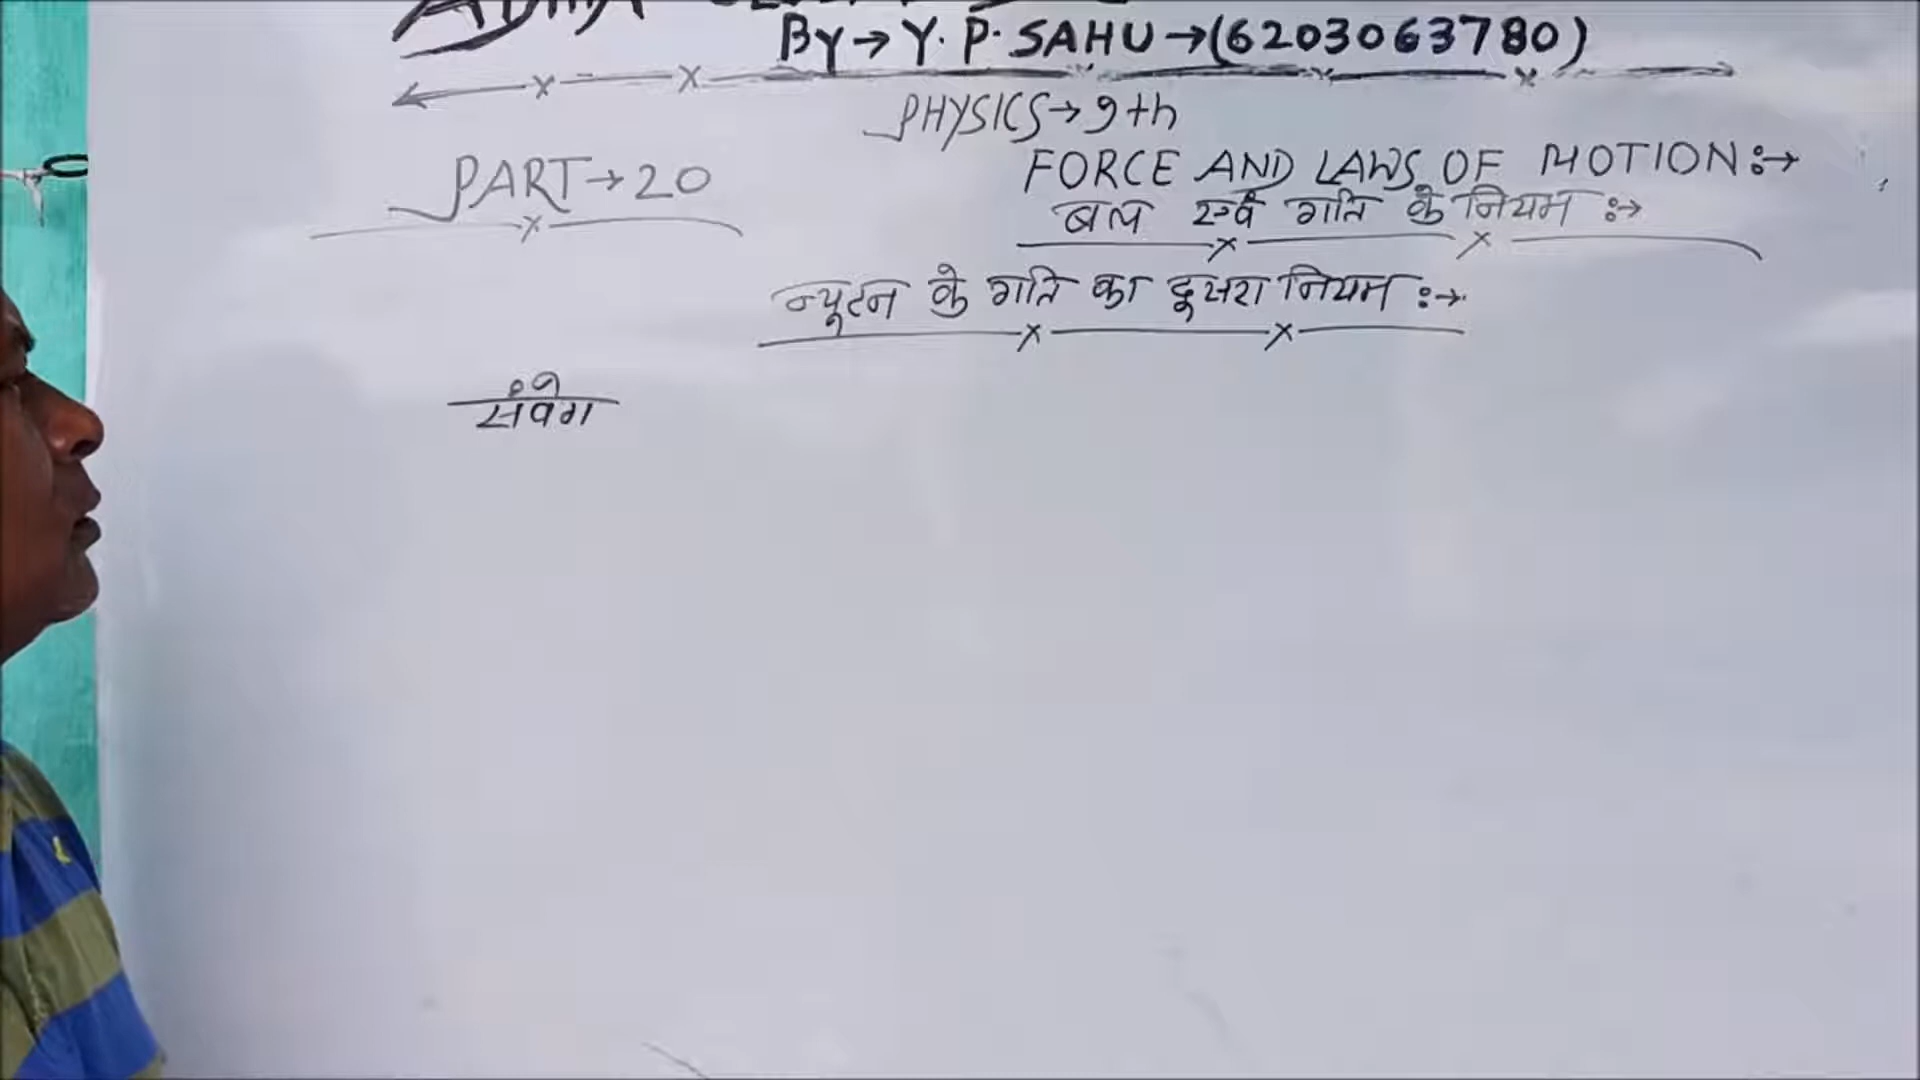 By→ Y. P. SAHU→(6203063780)
PHYSICS→9th
PART→20
FORCE AND LAWS OF MOTION:→
बल एवं गति के नियम :→
न्यूटन के गति का दूसरा नियम :→
संवेग